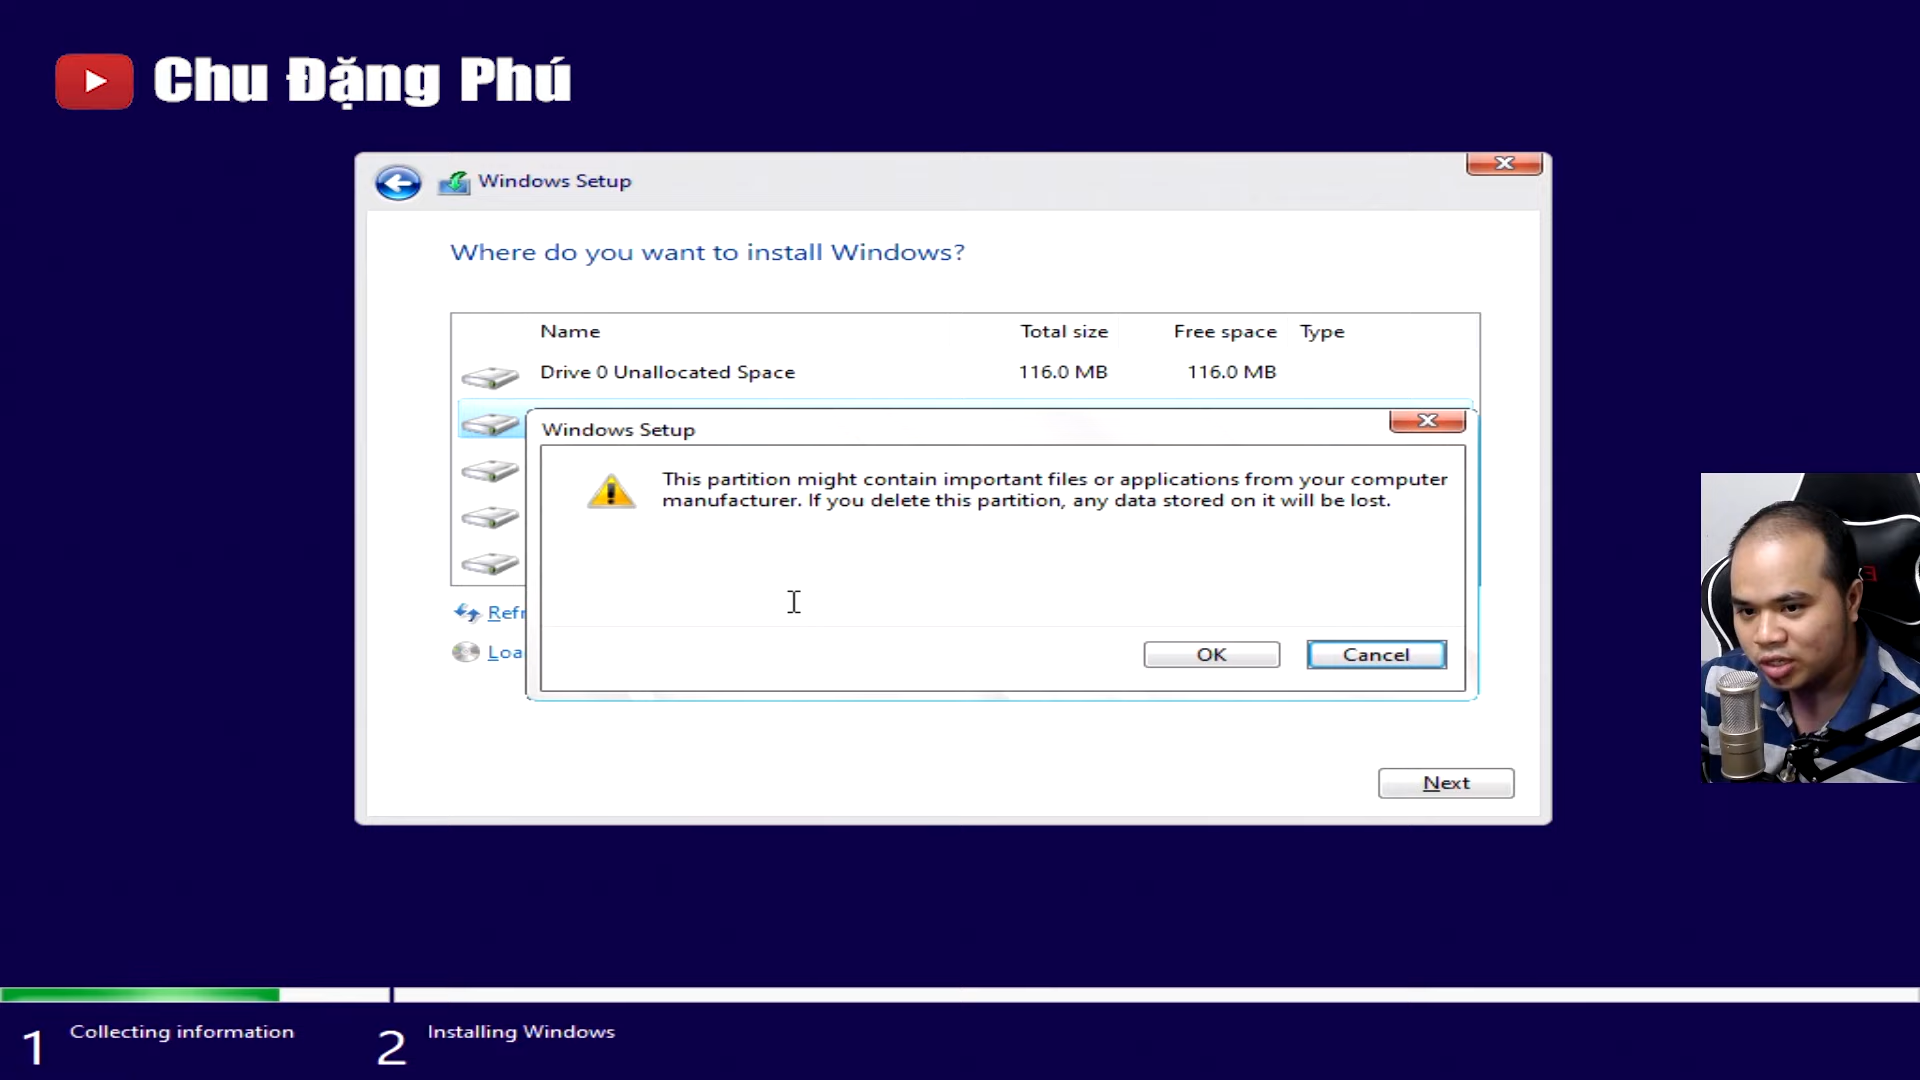 Chu Đặng Phú
Windows Setup
Where do you want to install Windows?
Name Total size Free space Type
Drive 0 Unallocated Space 116.0 MB 116.0 MB
Windows Setup
This partition might contain important files or applications from your computer
manufacturer. If you delete this partition, any data stored on it will be lost.
Refr
Loa
OK Cancel
Next
1 Collecting information 2 Installing Windows